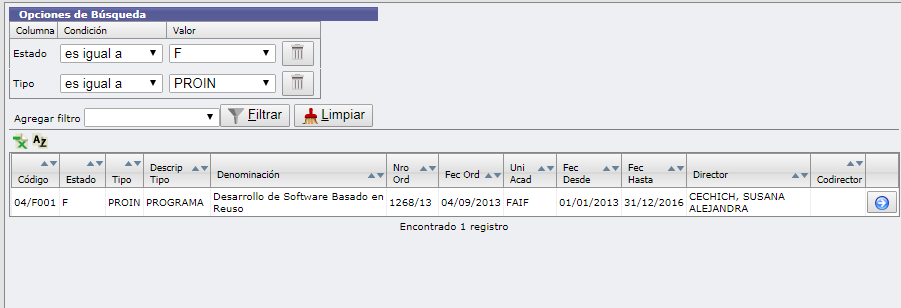 Opciones de Búsqueda
Columna Condición Valor
Estado es igual a F
Tipo es igual a PROIN
Agregar filtro Filtrar Limpiar
AZ
Código Estado Tipo Descrip Tipo Denominación Nro Ord Fec Ord Uni Acad Fec Desde Fec Hasta Director Codirector
04/F001 F PROIN PROGRAMA Desarrollo de Software Basado en Reuso 1268/13 04/09/2013 FAIF 01/01/2013 31/12/2016 CECHICH, SUSANA ALEJANDRA
Encontrado 1 registro